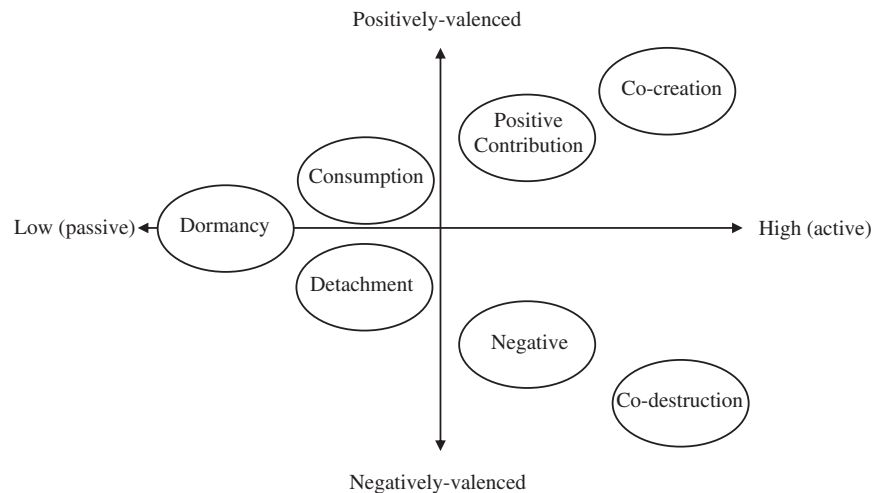 Positively-valenced
Co-creation
Positive
Contribution
Consumption
Low (passive)
Dormancy
High (active)
Detachment
Negative
Co-destruction
Negatively-valenced